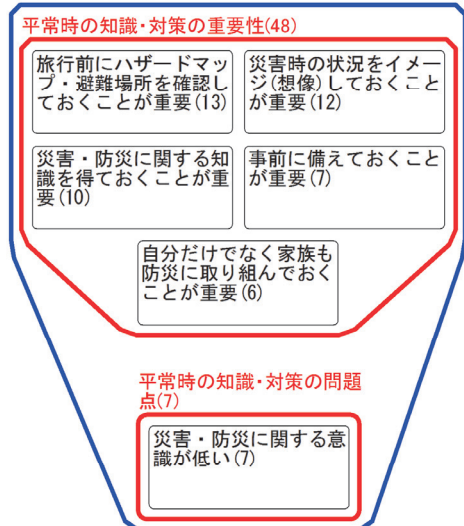 平常時の知識・対策の重要性(48)
旅行前にハザードマッ
プ・避難場所を確認し
ておくことが重要(13)
災害時の状況をイメー
ジ(想像)しておくこと
が重要(12)
災害・防災に関する知
識を得ておくことが重
要(10)
事前に備えておくこと
が重要(7)
自分だけでなく家族も
防災に取り組んでおく
ことが重要(6)
平常時の知識・対策の問題
点(7)
災害・防災に関する意
識が低い(7)